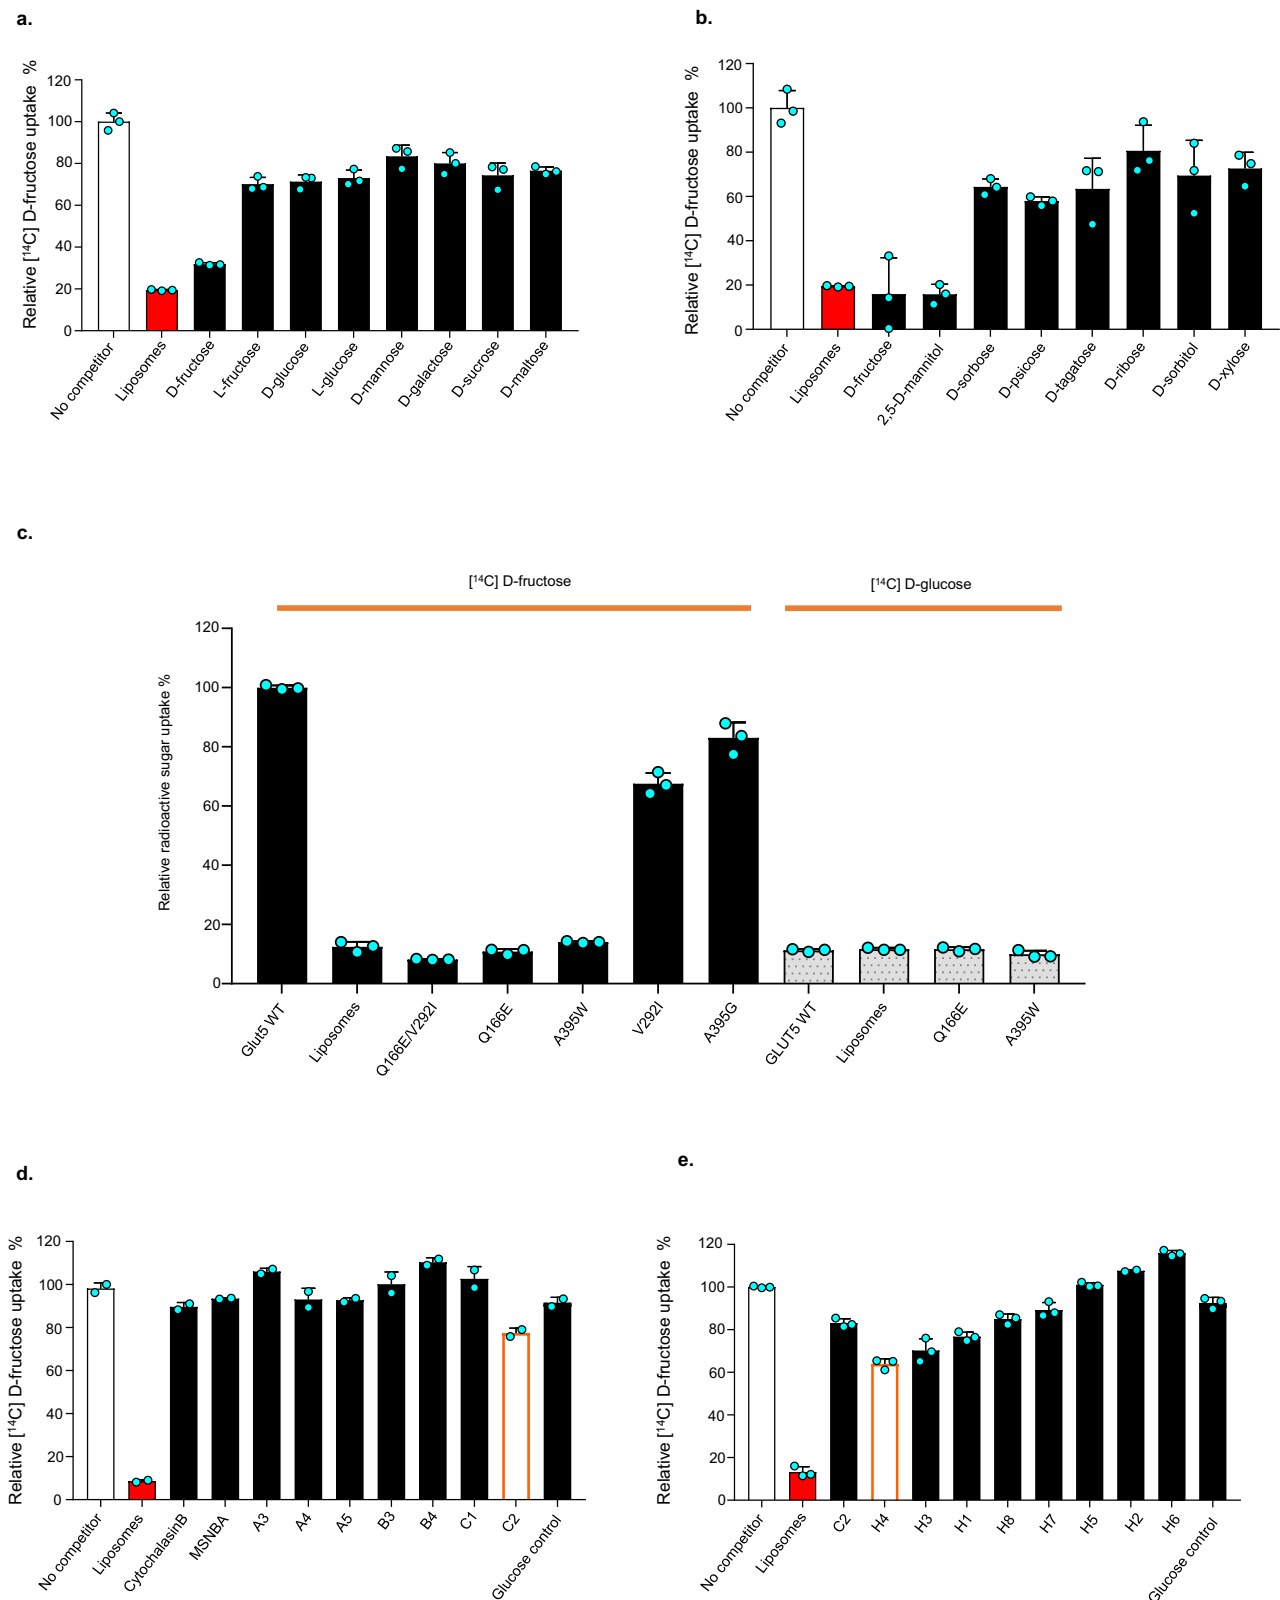 a.
Relative [¹⁴C] D-fructose uptake %
120
100
80
60
40
20
0
No competitor
Liposomes
D-fructose
L-fructose
D-glucose
L-glucose
D-mannose
D-galactose
D-sucrose
D-maltose
b.
Relative [¹⁴C] D-fructose uptake %
120
100
80
60
40
20
0
No competitor
Liposomes
D-fructose
2,5-D-mannitol
D-sorbose
D-psicose
D-tagatose
D-ribose
D-sorbitol
D-xylose
c.
[¹⁴C] D-fructose
[¹⁴C] D-glucose
Relative radioactive sugar uptake %
120
100
80
60
40
20
0
Glut5 WT
Liposomes
Q166E/V292I
Q166E
A395W
V292I
A395G
GLUT5 WT
Liposomes
Q166E
A395W
d.
Relative [¹⁴C] D-fructose uptake %
120
100
80
60
40
20
0
No competitor
Liposomes
CytochalasinB
MSNBA
A3
A4
A5
B3
B4
C1
C2
Glucose control
e.
Relative [¹⁴C] D-fructose uptake %
120
100
80
60
40
20
0
No competitor
Liposomes
C2
H4
H3
H1
H8
H7
H5
H2
H6
Glucose control